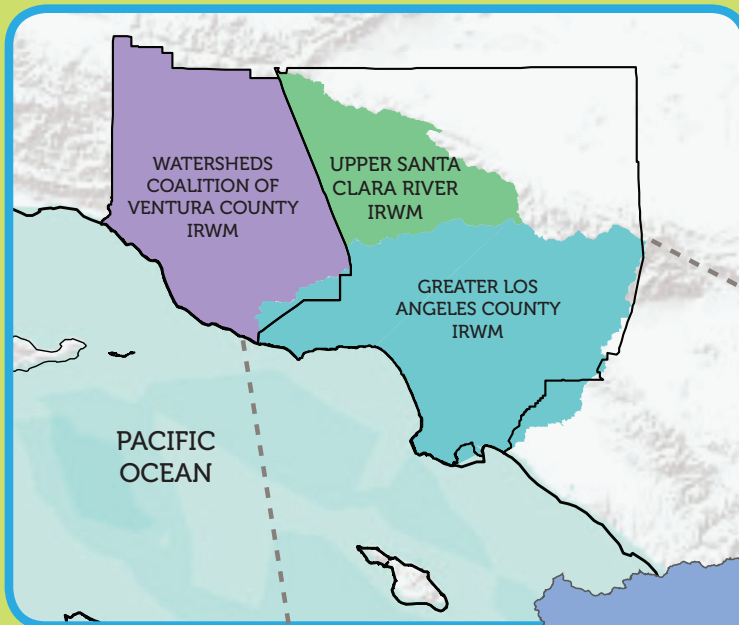 WATERSHEDS
COALITION OF
VENTURA COUNTY
IRWM
UPPER SANTA
CLARA RIVER
IRWM
GREATER LOS
ANGELES COUNTY
IRWM
PACIFIC
OCEAN